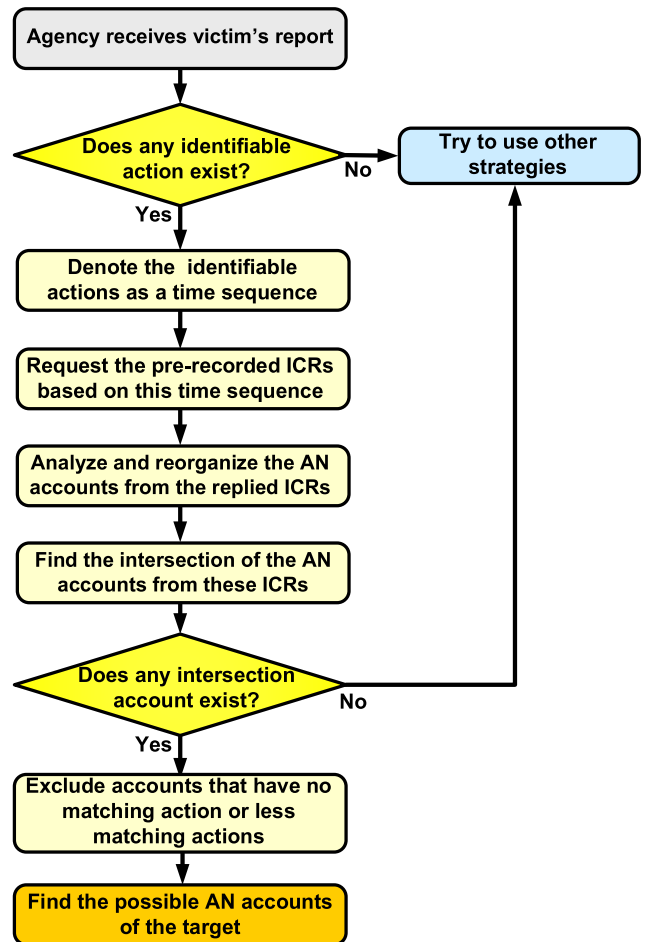 Agency receives victim's report
Does any identifiable
action exist?
No
Try to use other
strategies
Yes
Denote the identifiable
actions as a time sequence
Request the pre-recorded ICRs
based on this time sequence
Analyze and reorganize the AN
accounts from the replied ICRs
Find the intersection of the AN
accounts from these ICRs
Does any intersection
account exist?
No
Yes
Exclude accounts that have no
matching action or less
matching actions
Find the possible AN accounts
of the target